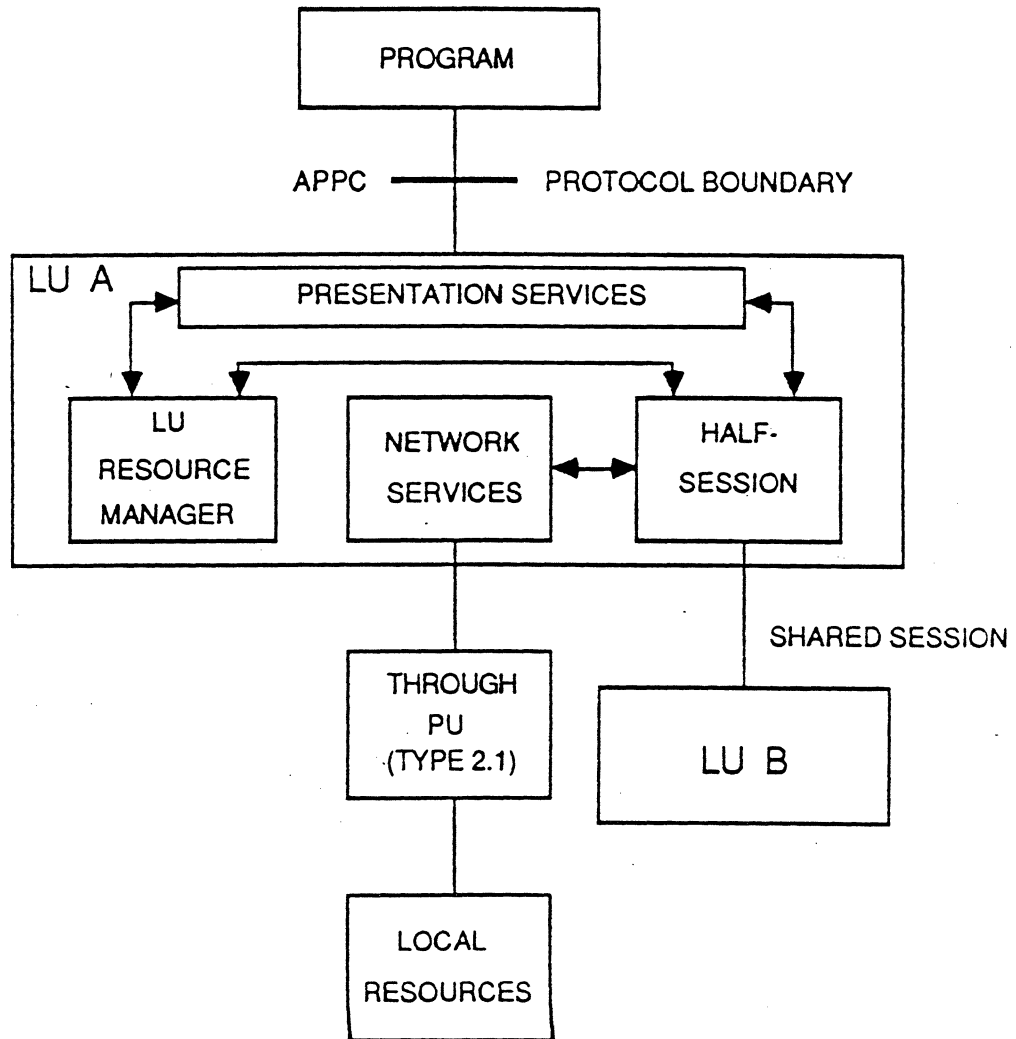 PROGRAM
APPC
PROTOCOL BOUNDARY
LU A
PRESENTATION SERVICES
LU
RESOURCE
MANAGER
NETWORK
SERVICES
HALF-
SESSION
SHARED SESSION
THROUGH
PU
(TYPE 2.1)
LU B
LOCAL
RESOURCES